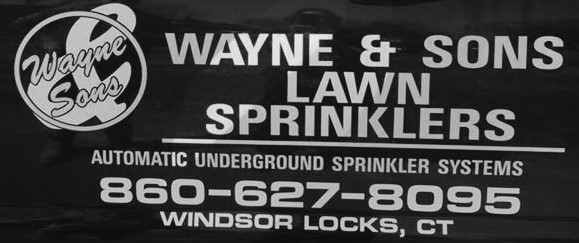 Wayne
&
Sons
WAYNE & SONS
LAWN
SPRINKLERS
AUTOMATIC UNDERGROUND SPRINKLER SYSTEMS
860-627-8095
WINDSOR LOCKS, CT